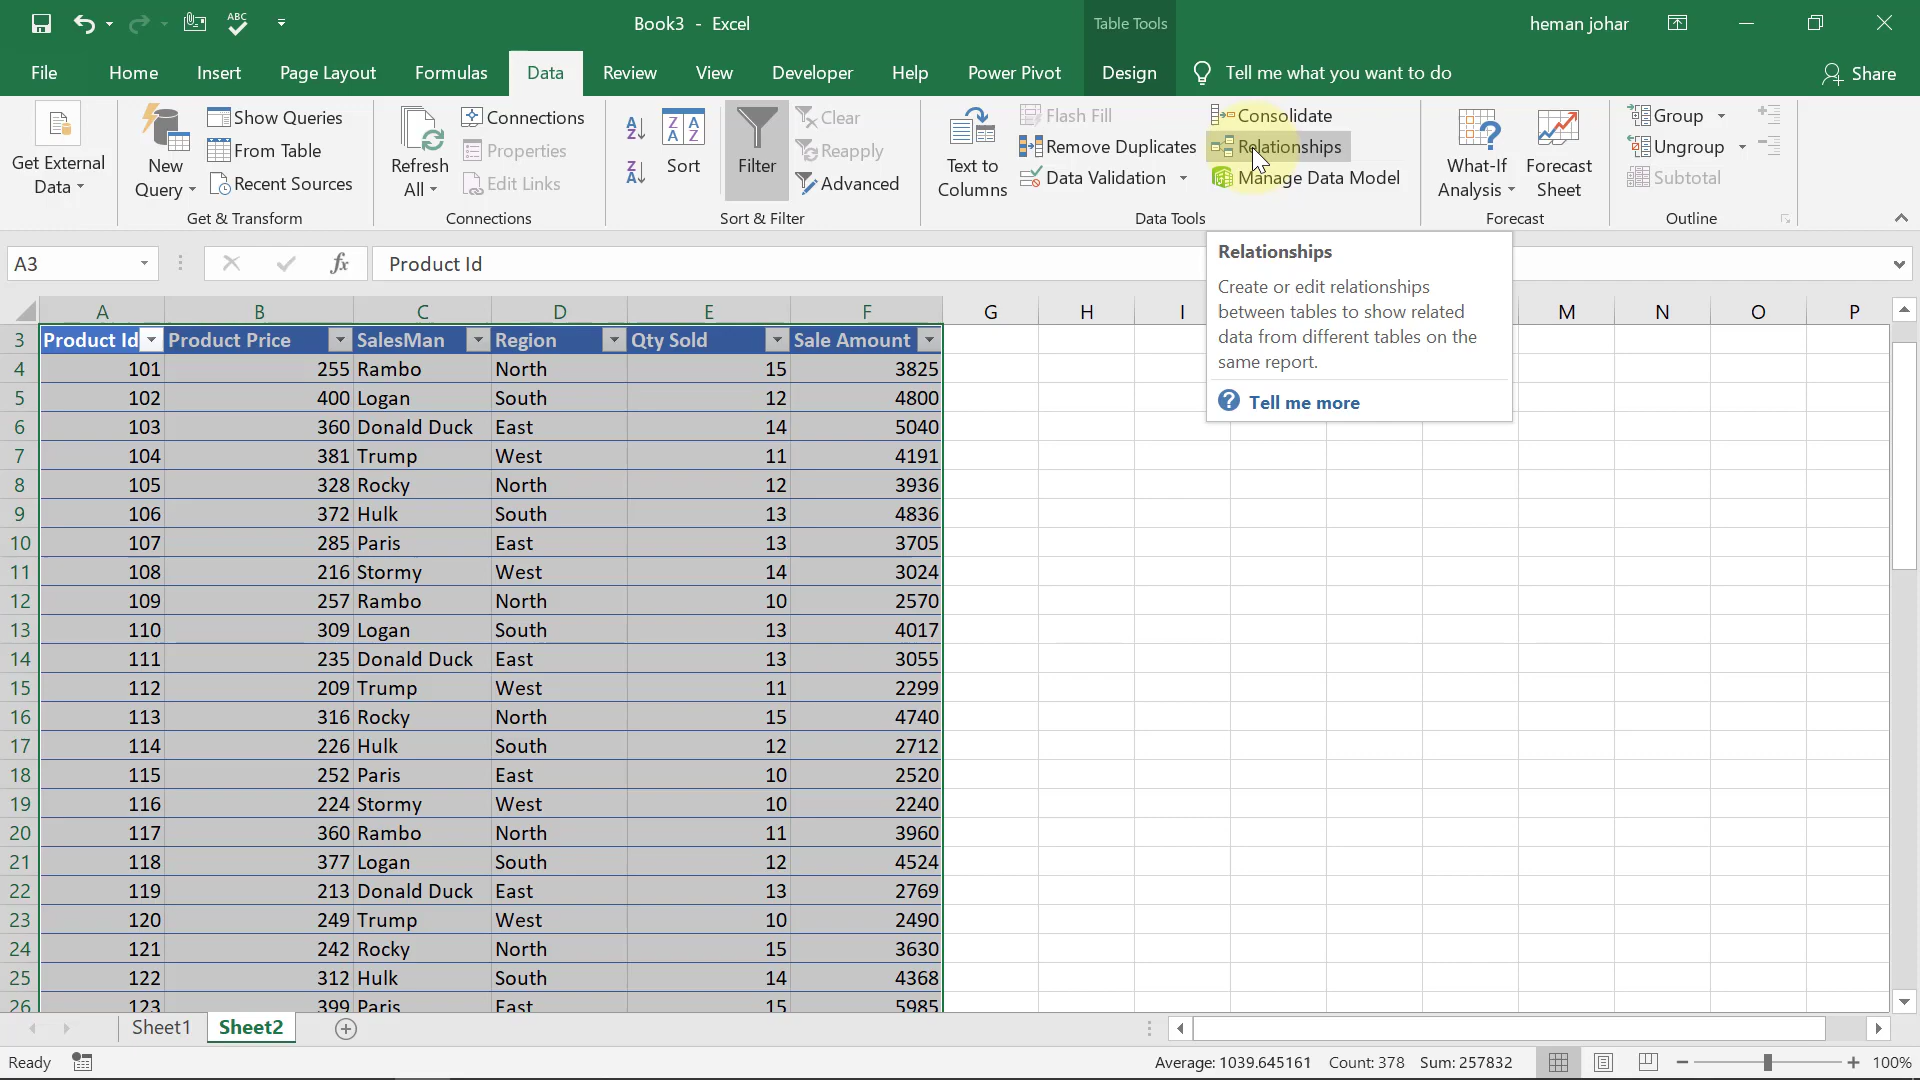 ABC
Book3 - Excel
Table Tools
heman johar
File
Home
Insert
Page Layout
Formulas
Data
Review
View
Developer
Help
Power Pivot
Design
Tell me what you want to do
Share
Get External
Data
New
Query
Show Queries
From Table
Recent Sources
Get & Transform
Refresh
All
Connections
Properties
Edit Links
Connections
A
Z
Z
A
Z A
A Z
Sort
Filter
Clear
Reapply
Advanced
Sort & Filter
Text to
Columns
Flash Fill
Remove Duplicates
Data Validation
Consolidate
Relationships
Manage Data Model
Data Tools
What-If
Analysis
Forecast
Sheet
Forecast
Group
Ungroup
Subtotal
Outline
A3
fx
Product Id
Relationships
Create or edit relationships
between tables to show related
data from different tables on the
same report.
Tell me more
A B C D E F G H I M N O P
3 Product Id Product Price SalesMan Region Qty Sold Sale Amount
4 101 255 Rambo North 15 3825
5 102 400 Logan South 12 4800
6 103 360 Donald Duck East 14 5040
7 104 381 Trump West 11 4191
8 105 328 Rocky North 12 3936
9 106 372 Hulk South 13 4836
10 107 285 Paris East 13 3705
11 108 216 Stormy West 14 3024
12 109 257 Rambo North 10 2570
13 110 309 Logan South 13 4017
14 111 235 Donald Duck East 13 3055
15 112 209 Trump West 11 2299
16 113 316 Rocky North 15 4740
17 114 226 Hulk South 12 2712
18 115 252 Paris East 10 2520
19 116 224 Stormy West 10 2240
20 117 360 Rambo North 11 3960
21 118 377 Logan South 12 4524
22 119 213 Donald Duck East 13 2769
23 120 249 Trump West 10 2490
24 121 242 Rocky North 15 3630
25 122 312 Hulk South 14 4368
26 123 399 Paris East 15 5985
Sheet1
Sheet2
Ready
Average: 1039.645161 Count: 378 Sum: 257832
100%